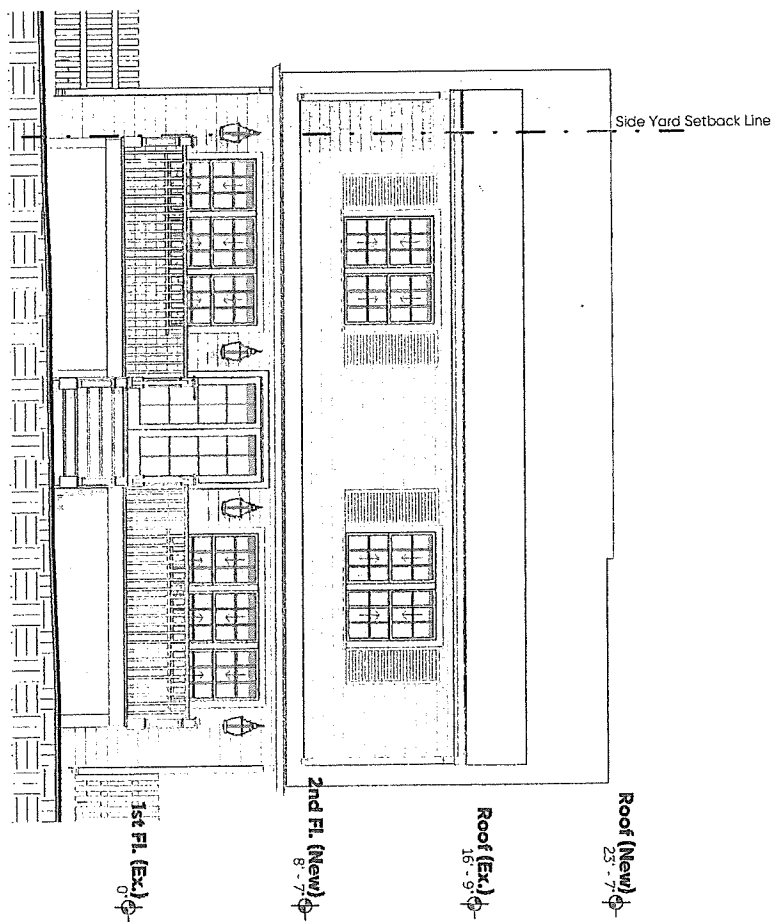 Side Yard Setback Line
Roof (New)
23' - 7"
Roof (Ex.)
16' - 9"
2nd Fl. (New)
8' - 7"
1st Fl. (Ex.)
0"